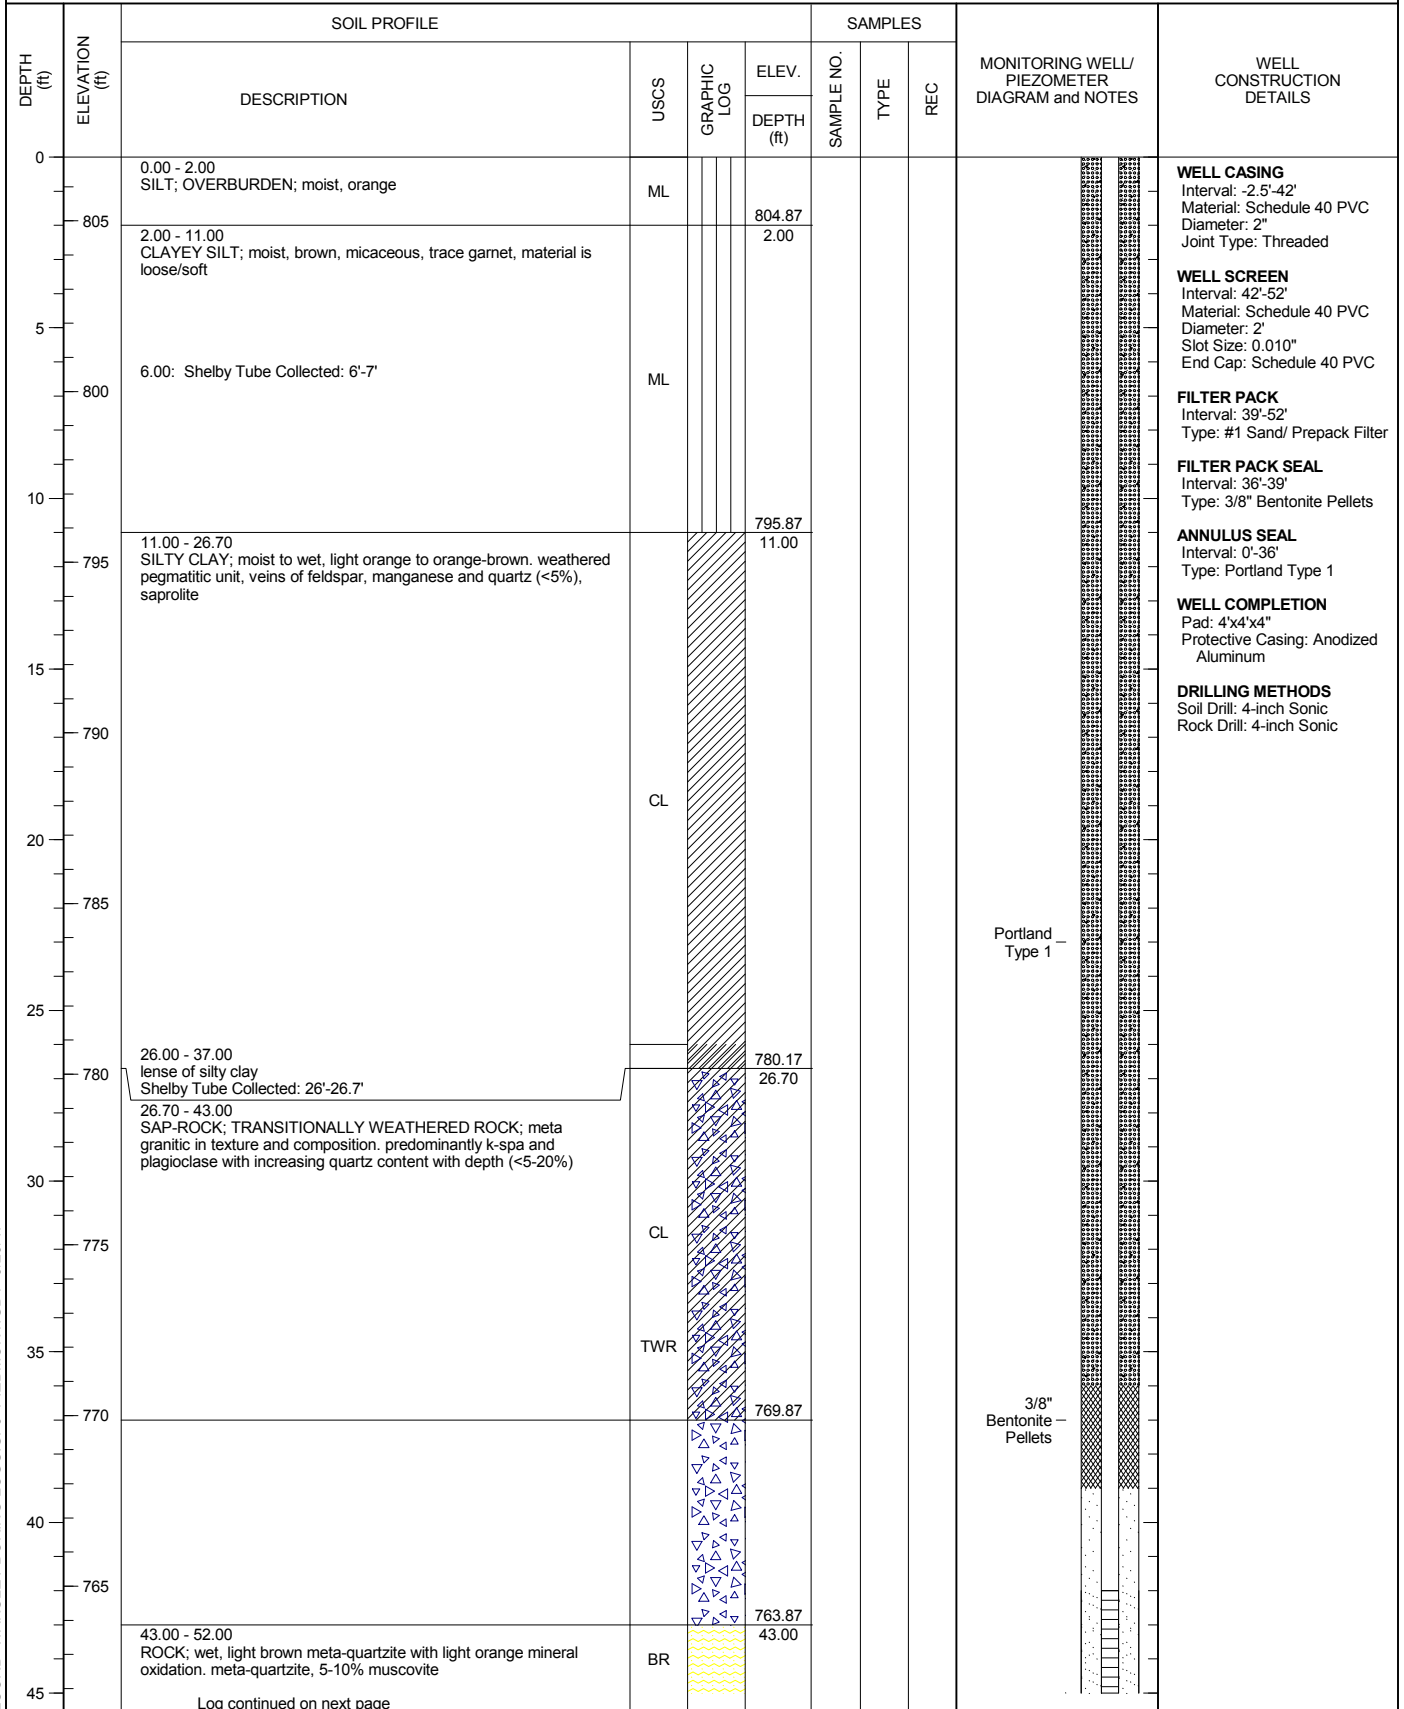 SOIL PROFILE
SAMPLES
DEPTH
(ft)
ELEVATION
(ft)
DESCRIPTION
USCS
GRAPHIC
LOG
ELEV.
DEPTH
(ft)
SAMPLE NO.
TYPE
REC
MONITORING WELL/
PIEZOMETER
DIAGRAM and NOTES
WELL
CONSTRUCTION
DETAILS
0
0.00 - 2.00
SILT; OVERBURDEN; moist, orange
ML
805
804.87
2.00 - 11.00
2.00
CLAYEY SILT; moist, brown, micaceous, trace garnet, material is
loose/soft
5
6.00: Shelby Tube Collected: 6'-7'
ML
800
10
795.87
11.00 - 26.70
11.00
SILTY CLAY; moist to wet, light orange to orange-brown. weathered
795
pegmatitic unit, veins of feldspar, manganese and quartz (<5%),
saprolite
15
790
CL
20
785
Portland
Type 1
25
26.00 - 37.00
780.17
lense of silty clay
780
26.70
Shelby Tube Collected: 26'-26.7'
26.70 - 43.00
SAP-ROCK; TRANSITIONALLY WEATHERED ROCK; meta
granitic in texture and composition. predominantly k-spa and
plagioclase with increasing quartz content with depth (<5-20%)
30
CL
775
TWR
35
769.87
770
3/8"
Bentonite
Pellets
40
765
763.87
43.00 - 52.00
43.00
ROCK; wet, light brown meta-quartzite with light orange mineral
oxidation. meta-quartzite, 5-10% muscovite
BR
45
Log continued on next page
WELL CASING
Interval: -2.5'-42'
Material: Schedule 40 PVC
Diameter: 2"
Joint Type: Threaded
WELL SCREEN
Interval: 42'-52'
Material: Schedule 40 PVC
Diameter: 2'
Slot Size: 0.010"
End Cap: Schedule 40 PVC
FILTER PACK
Interval: 39'-52'
Type: #1 Sand/ Prepack Filter
FILTER PACK SEAL
Interval: 36'-39'
Type: 3/8" Bentonite Pellets
ANNULUS SEAL
Interval: 0'-36'
Type: Portland Type 1
WELL COMPLETION
Pad: 4'x4'x4"
Protective Casing: Anodized
Aluminum
DRILLING METHODS
Soil Drill: 4-inch Sonic
Rock Drill: 4-inch Sonic